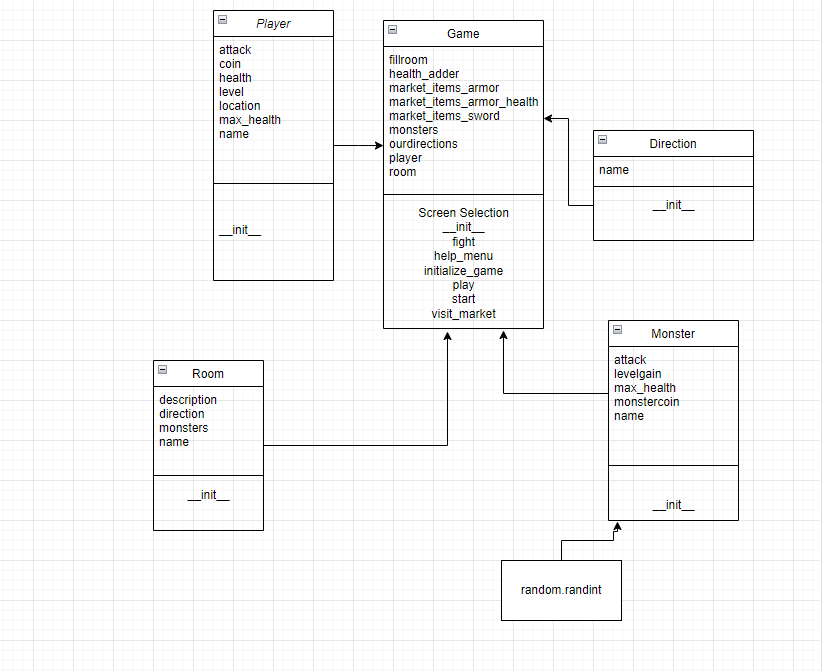 Player
attack
coin
health
level
location
max_health
name
__init__
Game
fillroom
health_adder
market_items_armor
market_items_armor_health
market_items_sword
monsters
ourdirections
player
room
Screen Selection
__init__
fight
help_menu
initialize_game
play
start
visit_market
Direction
name
__init__
Room
description
direction
monsters
name
__init__
Monster
attack
levelgain
max_health
monstercoin
name
__init__
random.randint